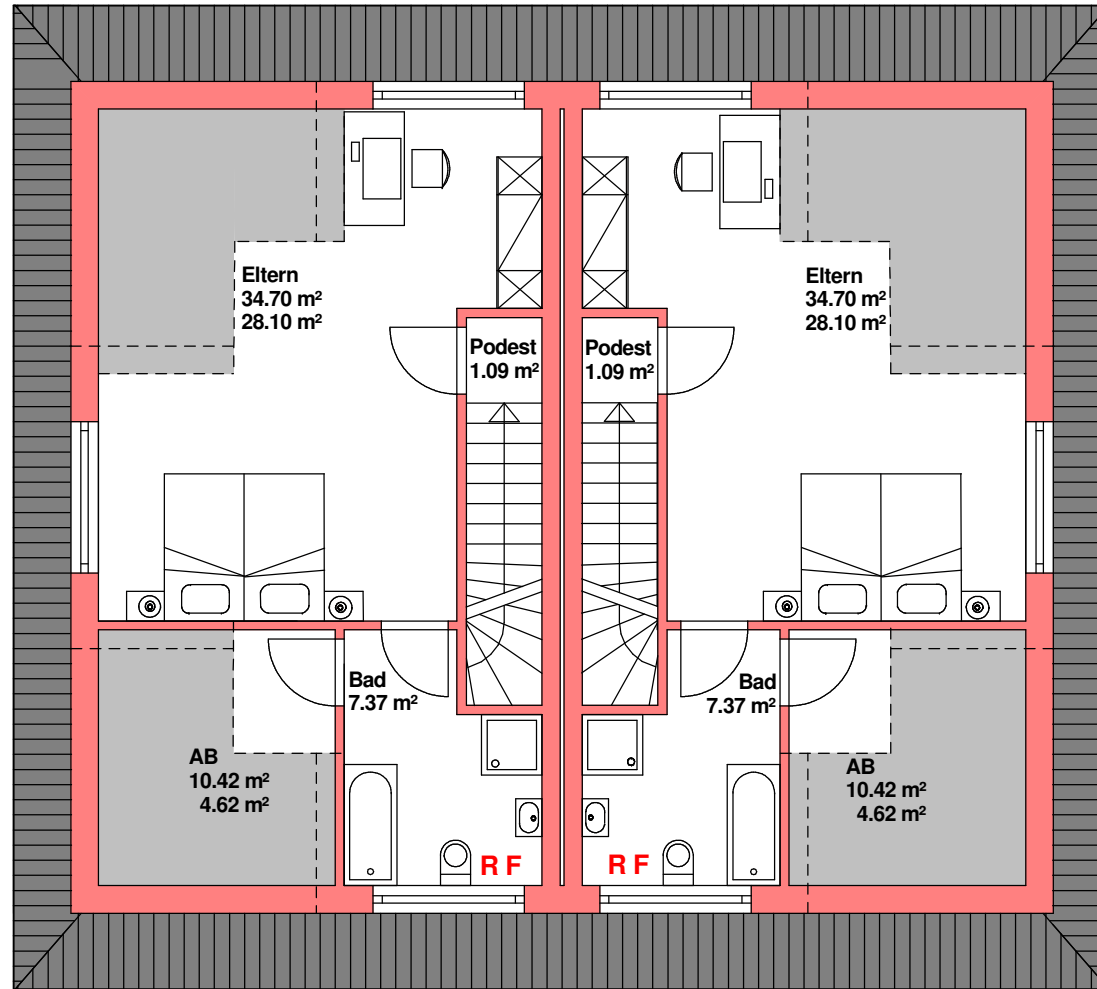 Eltern
34.70 m²
28.10 m²
Eltern
34.70 m²
28.10 m²
Podest
1.09 m²
Podest
1.09 m²
Bad
7.37 m²
Bad
7.37 m²
AB
10.42 m²
4.62 m²
AB
10.42 m²
4.62 m²
R F
R F